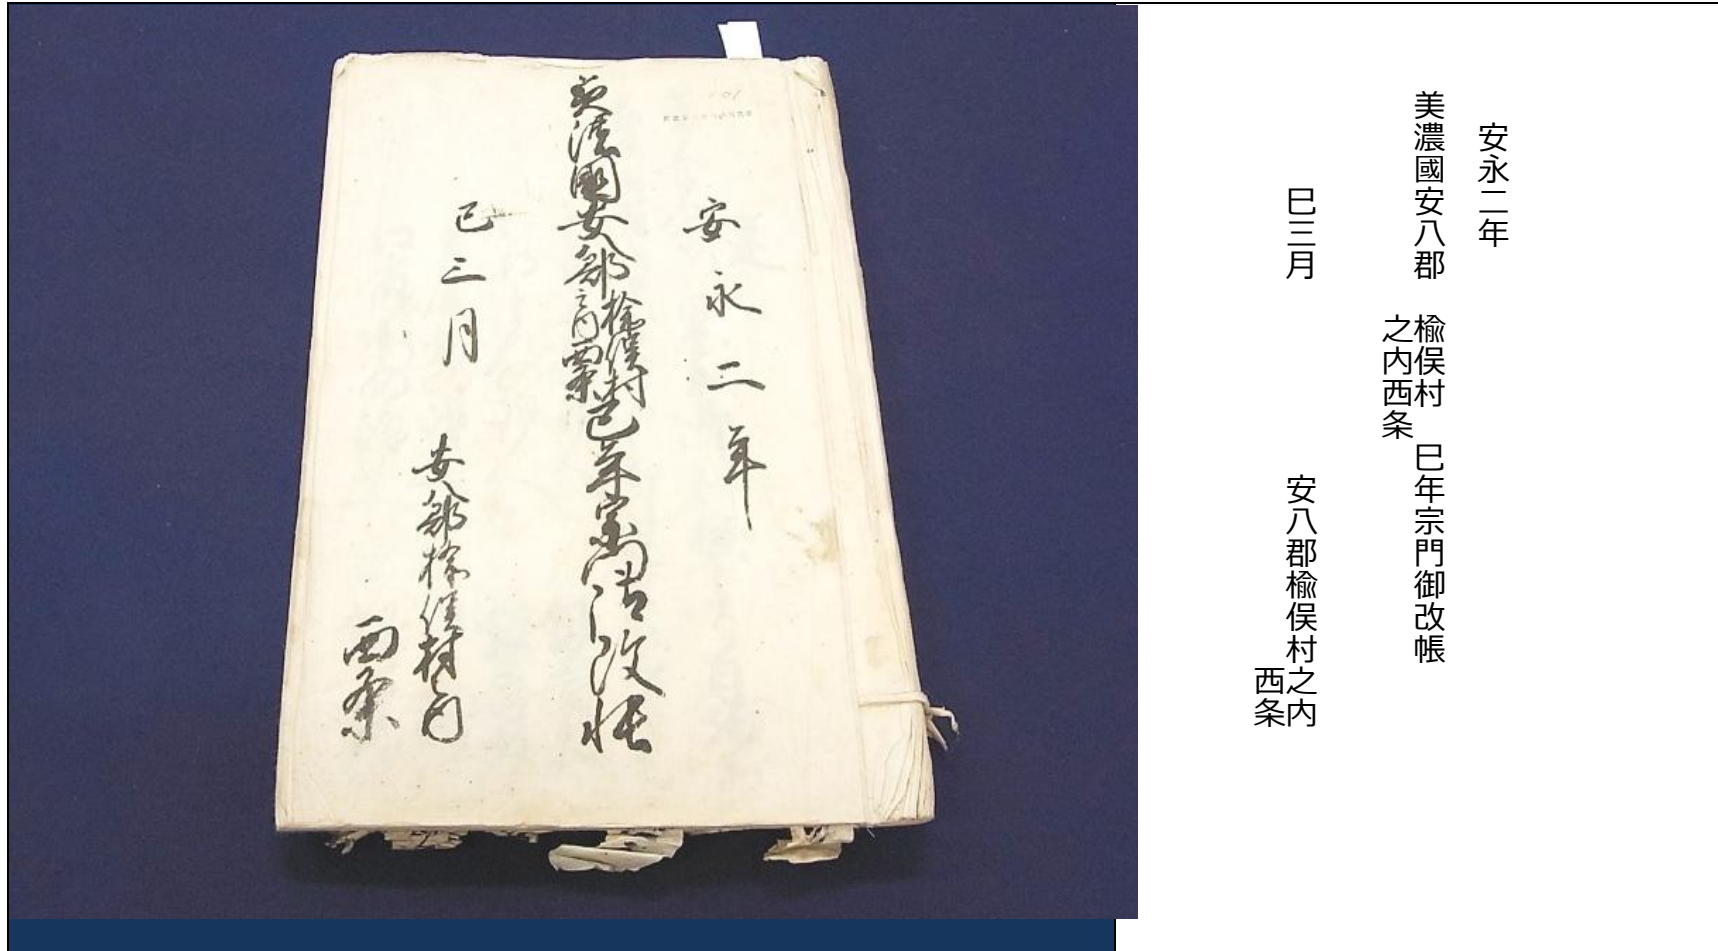 安永二年
美濃國安八郡楡俣村之内西条巳年宗門御改帳
巳三月
安八郡楡俣村之内
西条
安永二年
美濃國安八郡 楡俣村 巳年宗門御改帳
之内西条
巳三月 安八郡楡俣村之内
西条